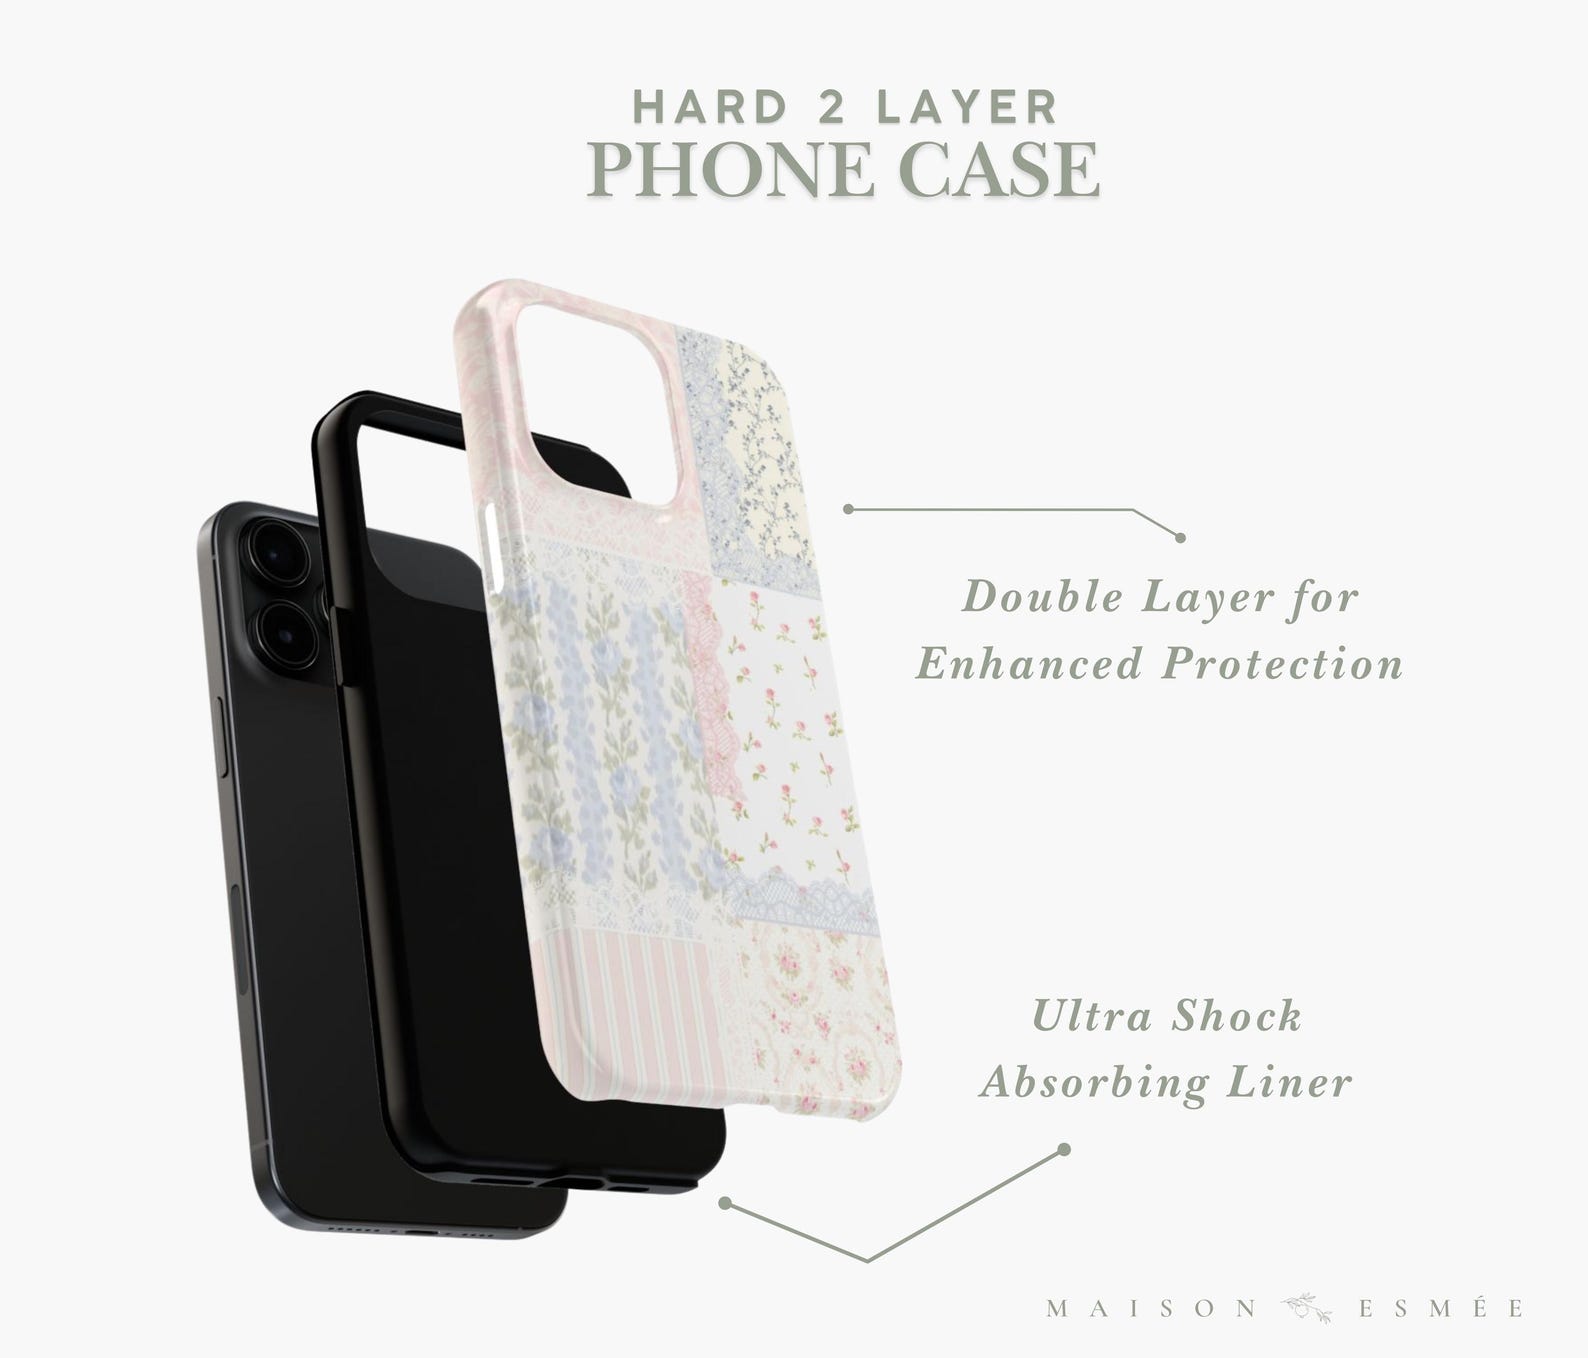 HARD 2 LAYER
PHONE CASE
Double Layer for
Enhanced Protection
Ultra Shock
Absorbing Liner
MAISON ESMÉE